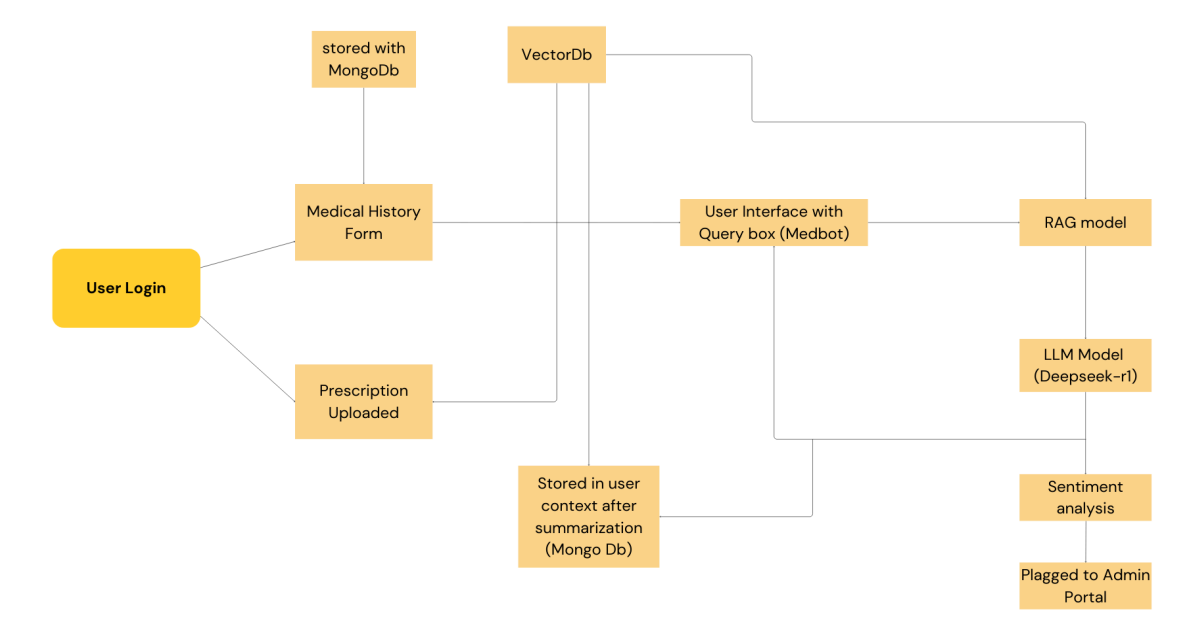 stored with
MongoDb
VectorDb
Medical History
Form
User Interface with
Query box (Medbot)
RAG model
User Login
LLM Model
(Deepseek-r1)
Prescription
Uploaded
Stored in user
context after
summarization
(Mongo Db)
Sentiment
analysis
Plagged to Admin
Portal